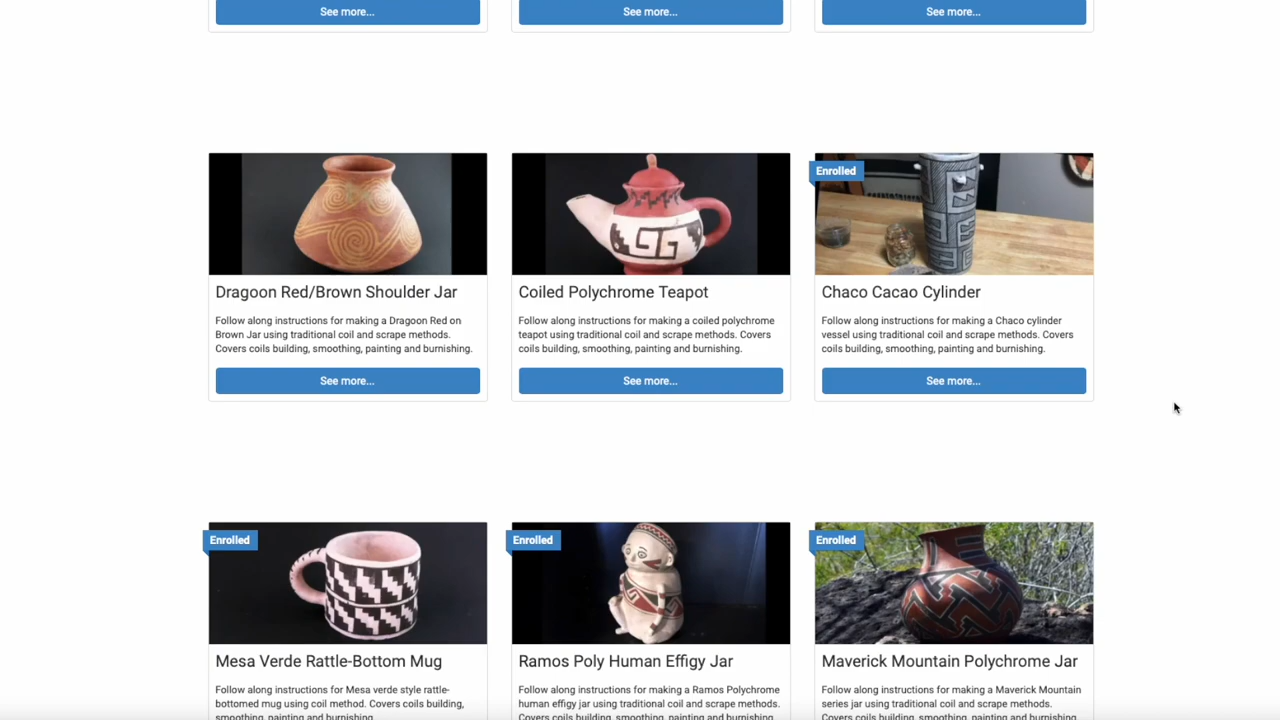 See more...
See more...
See more...
Enrolled
Dragoon Red/Brown Shoulder Jar
Follow along instructions for making a Dragoon Red on
Brown Jar using traditional coil and scrape methods.
Covers coils building, smoothing, painting and burnishing.
See more...
Coiled Polychrome Teapot
Follow along instructions for making a coiled polychrome
teapot using traditional coil and scrape methods. Covers
coils building, smoothing, painting and burnishing.
See more...
Chaco Cacao Cylinder
Follow along instructions for making a Chaco cylinder
vessel using traditional coil and scrape methods. Covers
coils building, smoothing, painting and burnishing.
See more...
Enrolled
Mesa Verde Rattle-Bottom Mug
Follow along instructions for Mesa verde style rattle-
bottomed mug using coil method. Covers coils building,
smoothing, painting and burnishing.
Enrolled
Ramos Poly Human Effigy Jar
Follow along instructions for making a Ramos Polychrome
human effigy jar using traditional coil and scrape methods.
Covers coils building, smoothing, painting and burnishing.
Enrolled
Maverick Mountain Polychrome Jar
Follow along instructions for making a Maverick Mountain
series jar using traditional coil and scrape methods.
Covers coils building, smoothing, painting and burnishing.